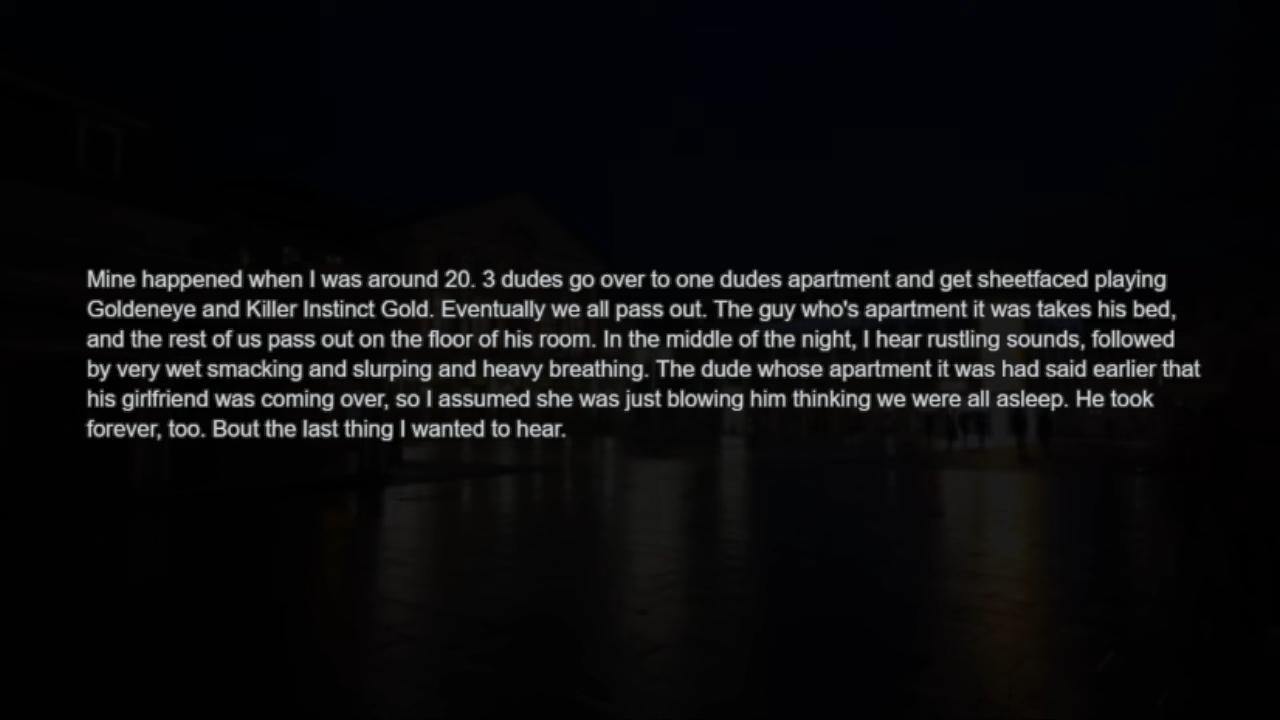 Mine happened when I was around 20. 3 dudes go over to one dudes apartment and get sheetfaced playing
Goldeneye and Killer Instinct Gold. Eventually we all pass out. The guy who's apartment it was takes his bed,
and the rest of us pass out on the floor of his room. In the middle of the night, I hear rustling sounds, followed
by very wet smacking and slurping and heavy breathing. The dude whose apartment it was had said earlier that
his girlfriend was coming over, so I assumed she was just blowing him thinking we were all asleep. He took
forever, too. Bout the last thing I wanted to hear.